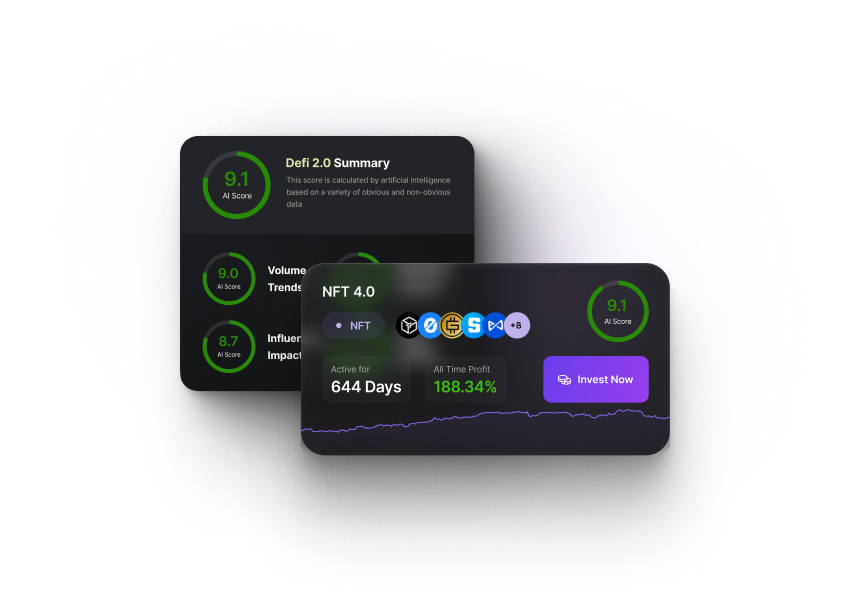 9.1
AI Score
Defi 2.0 Summary
This score is calculated by artificial intelligence
based on a variety of obvious and non-obvious
data
9.0
AI Score
Volume
Trends
8.7
AI Score
Impact
NFT 4.0
NFT
+8
9.1
AI Score
Active for
644 Days
All Time Profit
188.34%
Invest Now